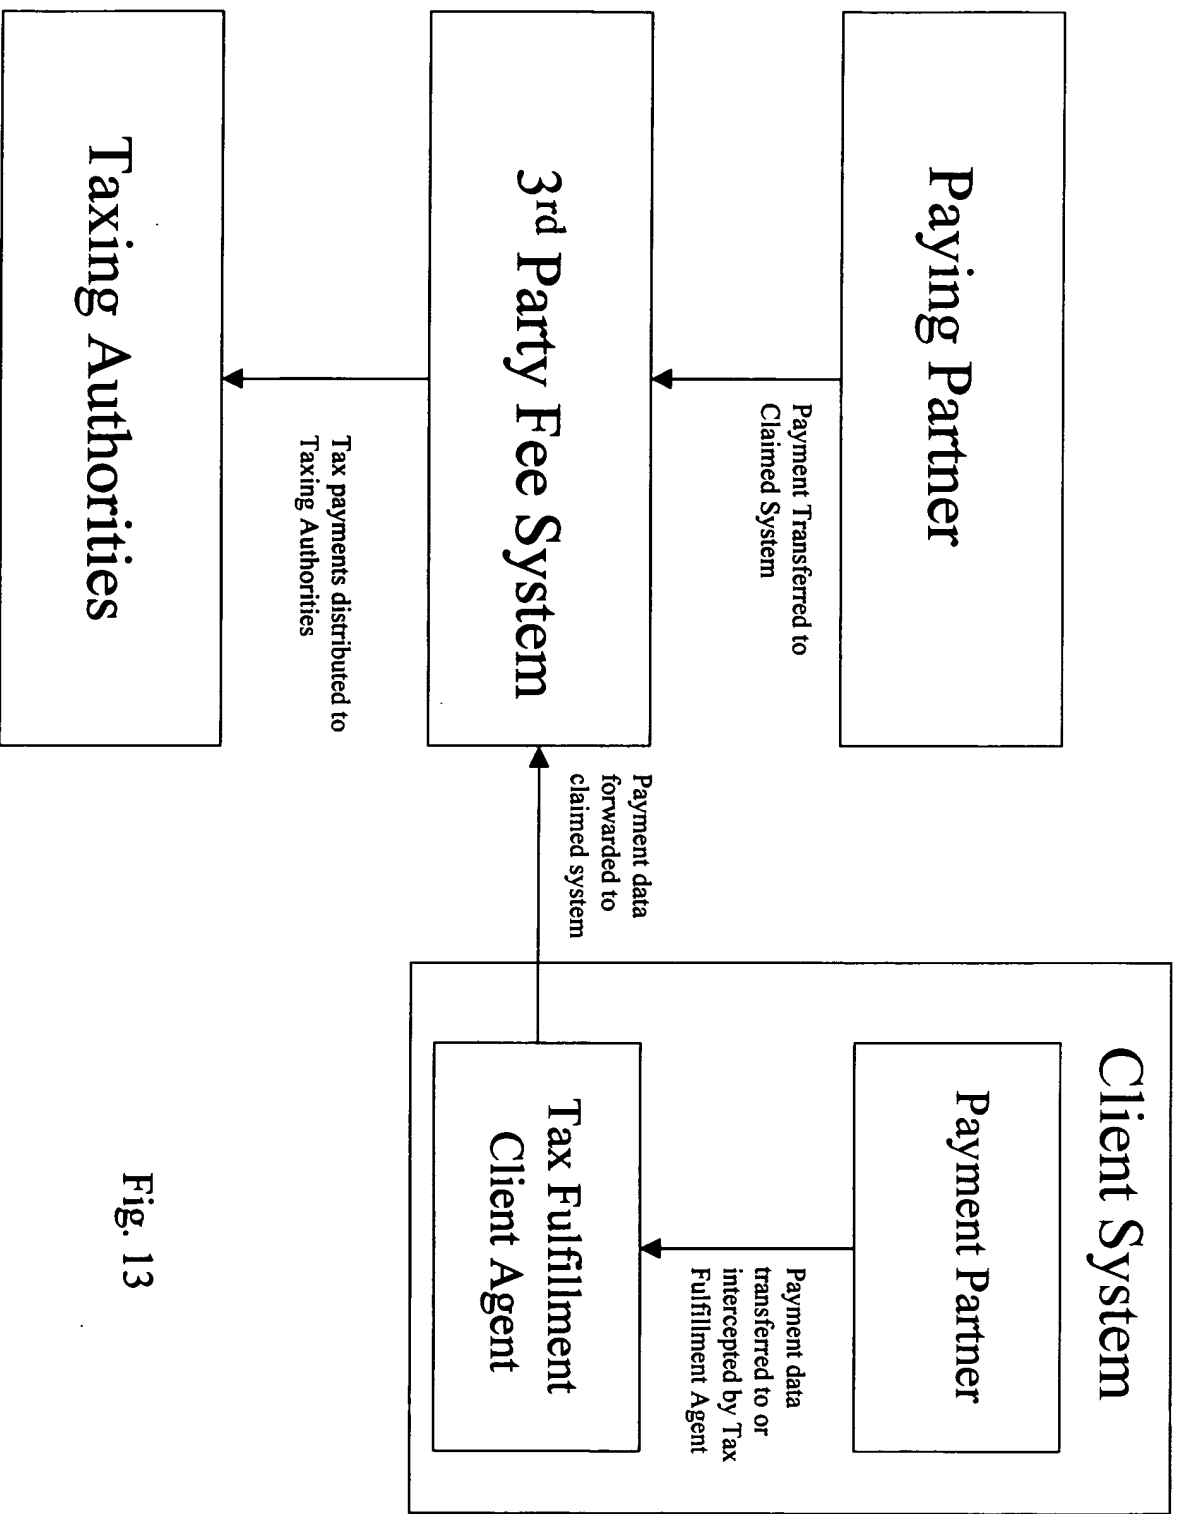 Paying Partner
Payment Transferred to
Claimed System
3rd Party Fee System
Tax payments distributed to
Taxing Authorities
Taxing Authorities
Payment data
forwarded to
claimed system
Client System
Payment Partner
Payment data
transferred to or
intercepted by Tax
Fulfillment Agent
Tax Fulfillment
Client Agent
Fig. 13